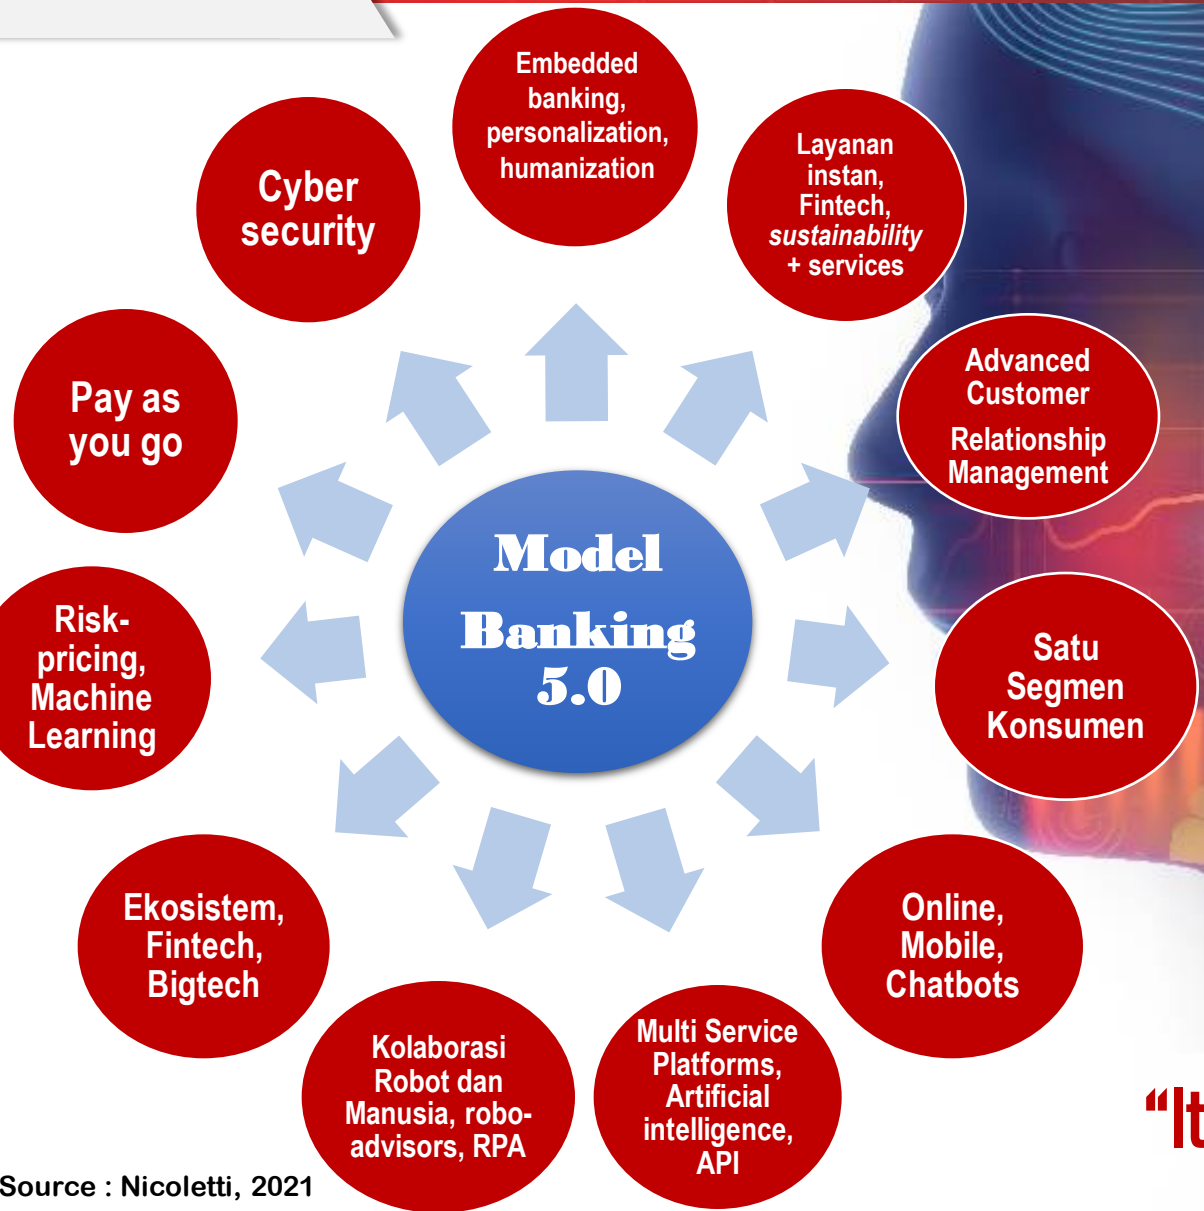 Embedded
banking,
personalization,
humanization
Layanan
instan,
Fintech,
sustainability
+ services
Advanced
Customer
Relationship
Management
Satu
Segmen
Konsumen
Online,
Mobile,
Chatbots
Multi Service
Platforms,
Artificial
intelligence,
API
Kolaborasi
Robot dan
Manusia, robo-
advisors, RPA
Ekosistem,
Fintech,
Bigtech
Risk-
pricing,
Machine
Learning
Pay as
you go
Cyber
security
Model
Banking
5.0
“It
Source : Nicoletti, 2021